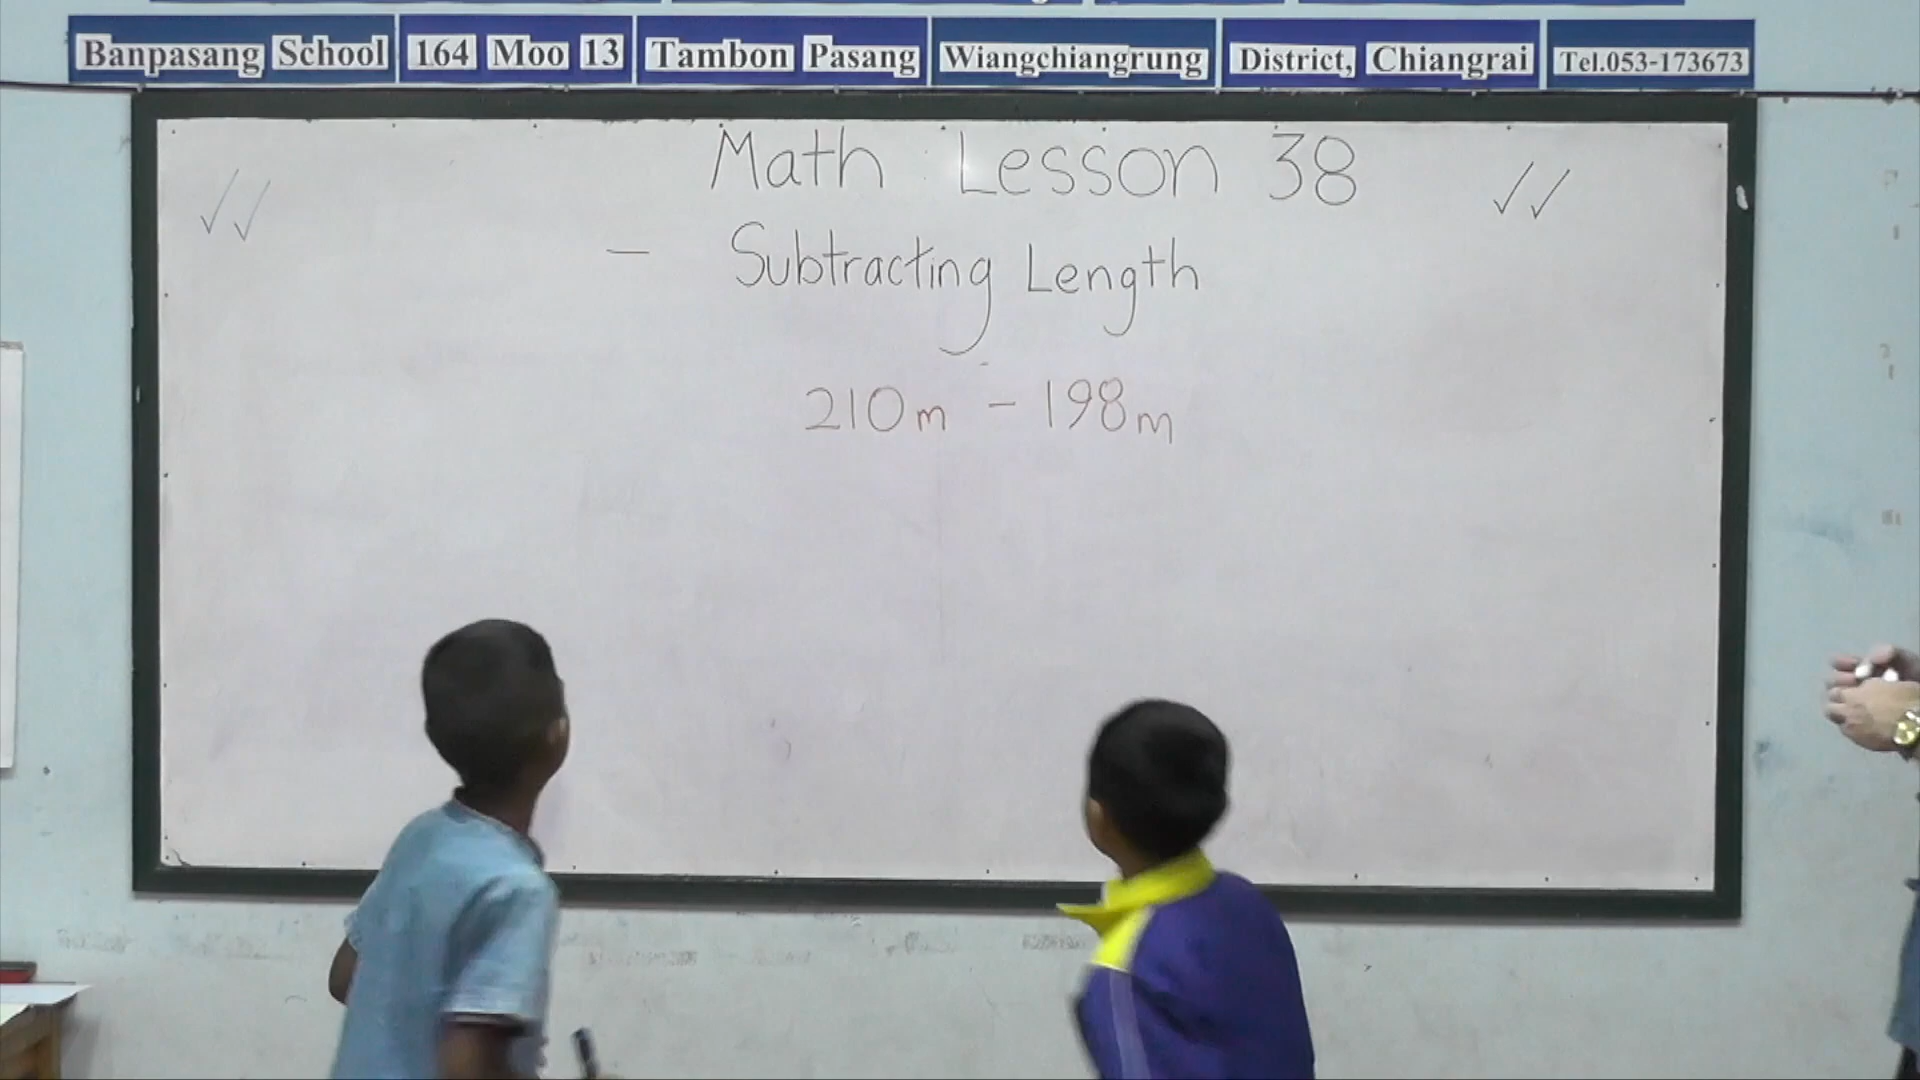 Banpasang School 164 Moo 13 Tambon Pasang Wiangchiangrung District, Chiangrai Tel.053-173673
Math Lesson 38
- Subtracting Length
210m - 198m